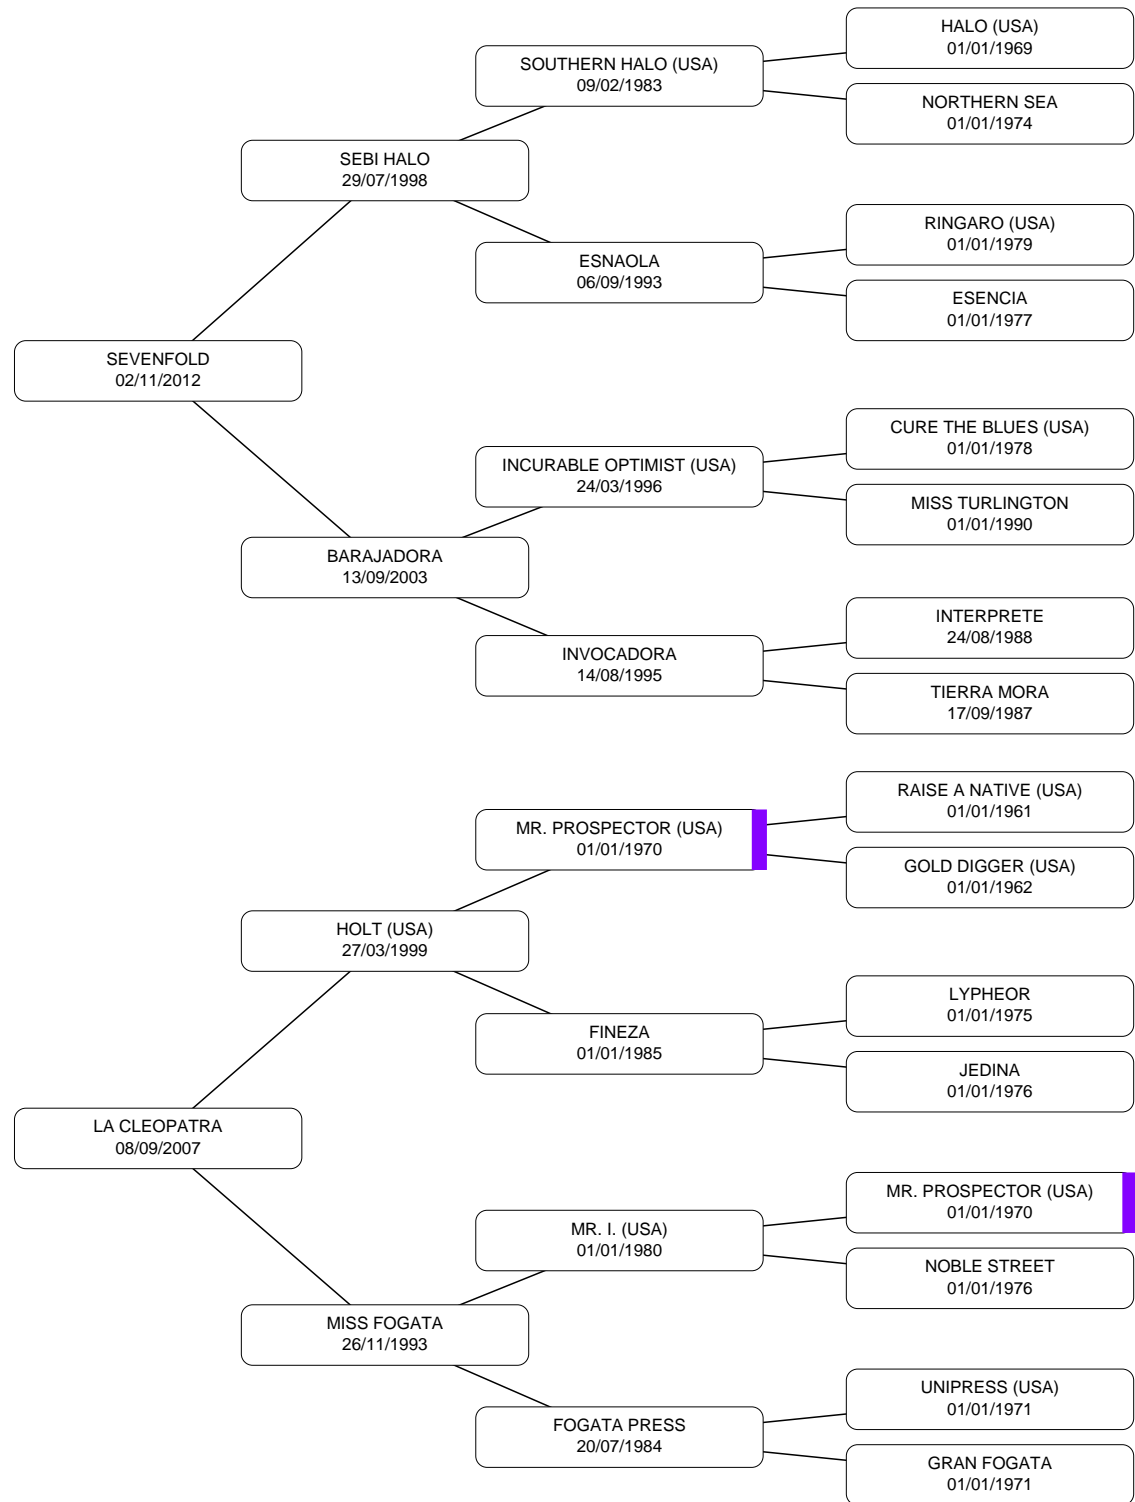 HALO (USA)
01/01/1969
SOUTHERN HALO (USA)
09/02/1983
NORTHERN SEA
01/01/1974
SEBI HALO
29/07/1998
RINGARO (USA)
01/01/1979
ESNAOLA
06/09/1993
ESENCIA
01/01/1977
SEVENFOLD
02/11/2012
CURE THE BLUES (USA)
01/01/1978
INCURABLE OPTIMIST (USA)
24/03/1996
MISS TURLINGTON
01/01/1990
BARAJADORA
13/09/2003
INTERPRETE
24/08/1988
INVOCADORA
14/08/1995
TIERRA MORA
17/09/1987
RAISE A NATIVE (USA)
01/01/1961
MR. PROSPECTOR (USA)
01/01/1970
GOLD DIGGER (USA)
01/01/1962
HOLT (USA)
27/03/1999
LYPHEOR
01/01/1975
FINEZA
01/01/1985
JEDINA
01/01/1976
LA CLEOPATRA
08/09/2007
MR. PROSPECTOR (USA)
01/01/1970
MR. I. (USA)
01/01/1980
NOBLE STREET
01/01/1976
MISS FOGATA
26/11/1993
UNIPRESS (USA)
01/01/1971
FOGATA PRESS
20/07/1984
GRAN FOGATA
01/01/1971